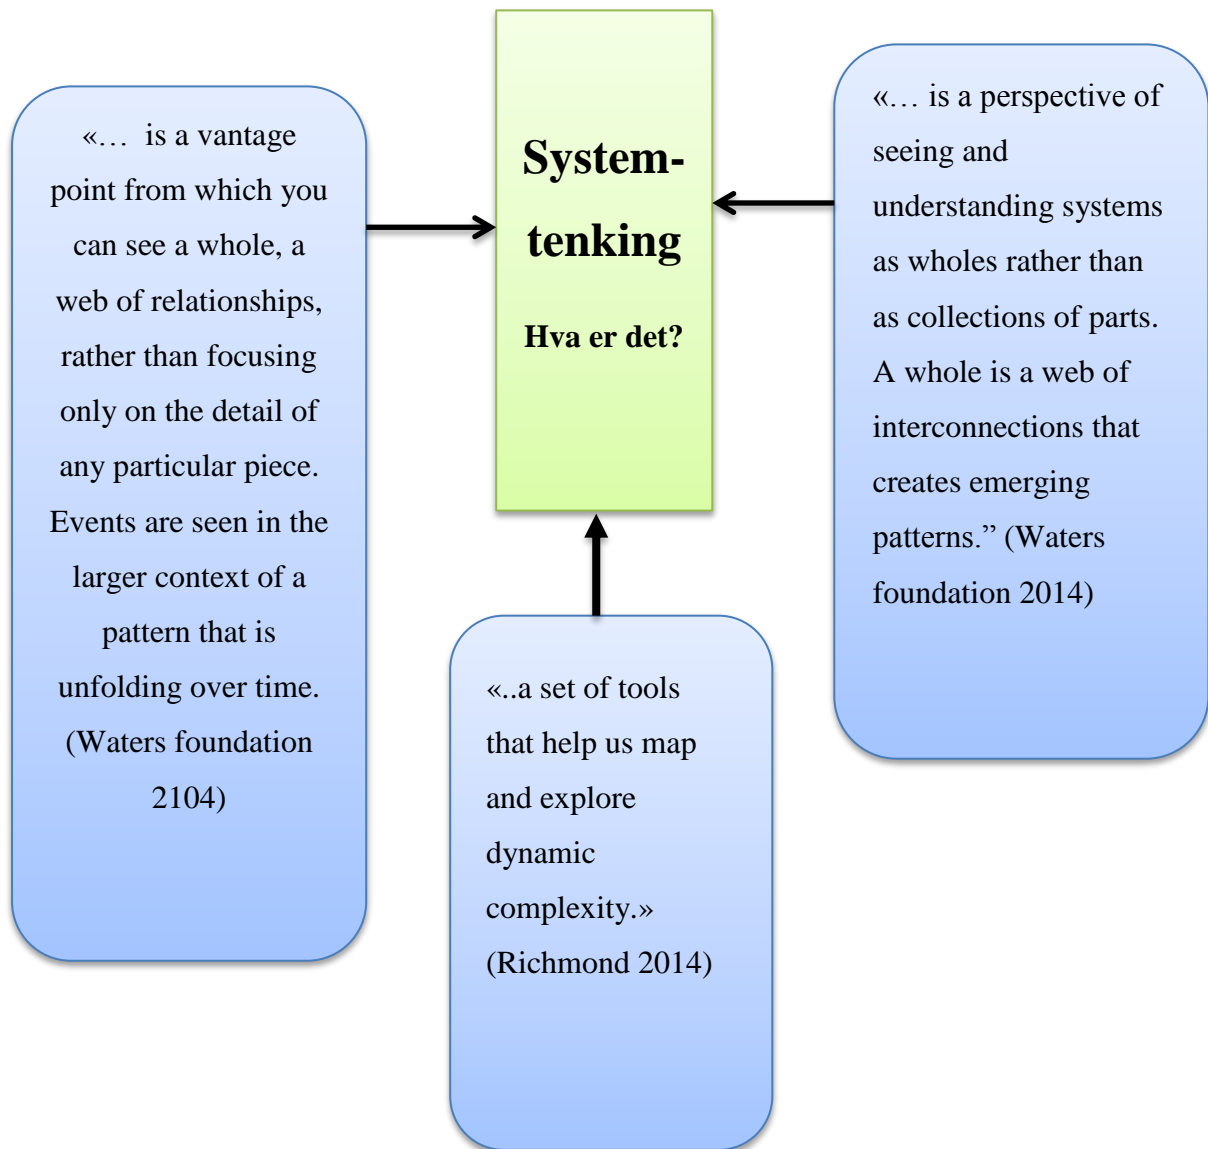 «…  is a vantage
point from which you
can see a whole, a
web of relationships,
rather than focusing
only on the detail of
any particular piece.
Events are seen in the
larger context of a
pattern that is
unfolding over time.
(Waters foundation
2104)
System-
tenking
Hva er det?
«… is a perspective of
seeing and
understanding systems
as wholes rather than
as collections of parts.
A whole is a web of
interconnections that
creates emerging
patterns.” (Waters
foundation 2014)
«..a set of tools
that help us map
and explore
dynamic
complexity.»
(Richmond 2014)